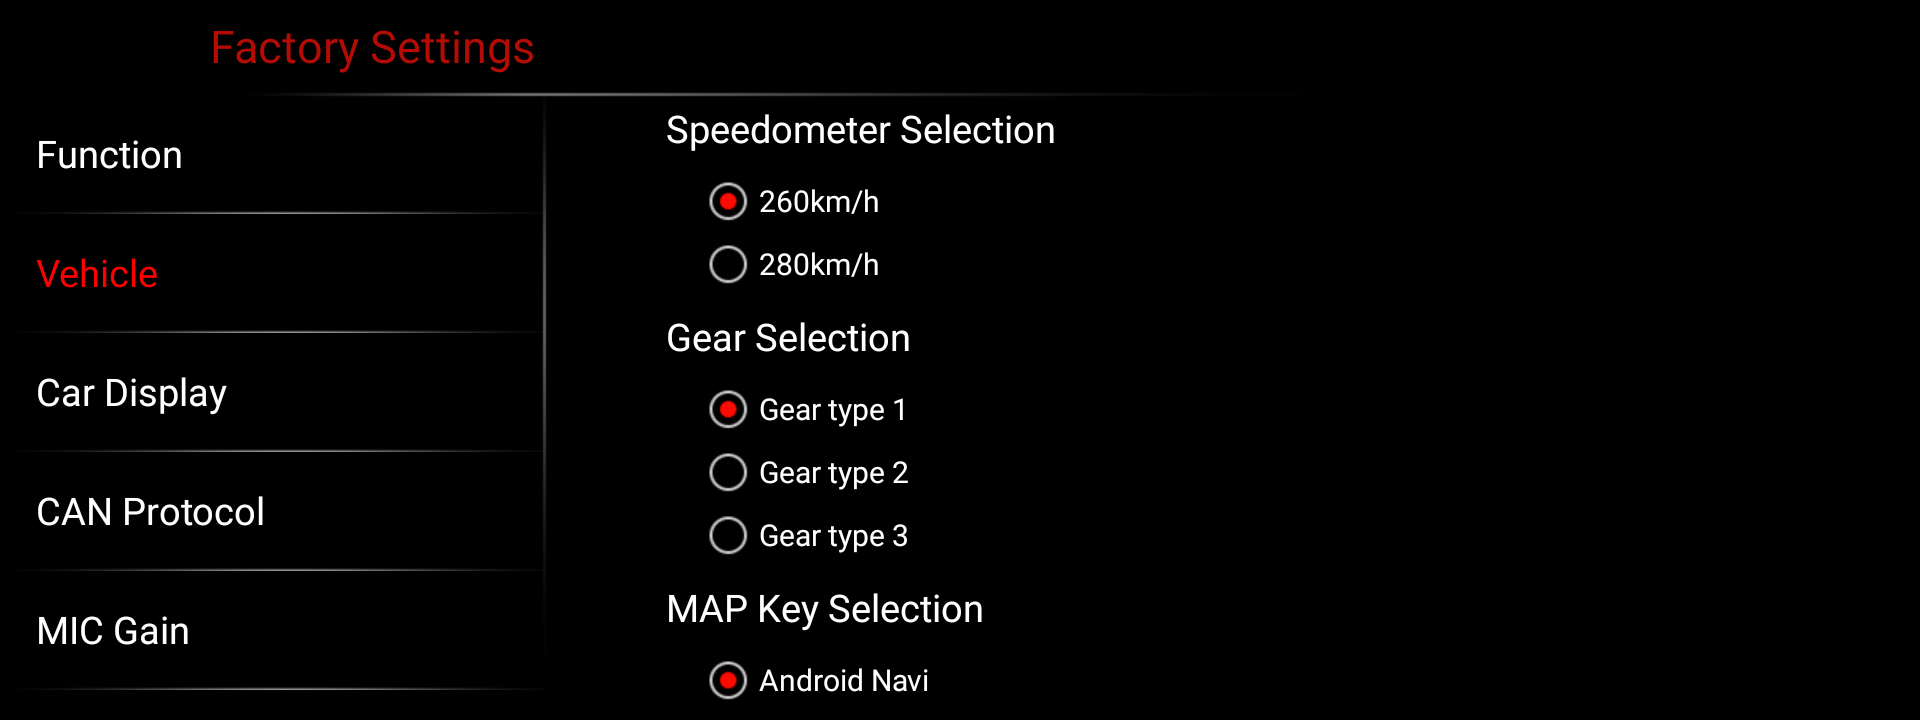 Factory Settings
Function
Vehicle
Car Display
CAN Protocol
MIC Gain
Speedometer Selection
260km/h
280km/h
Gear Selection
Gear type 1
Gear type 2
Gear type 3
MAP Key Selection
Android Navi